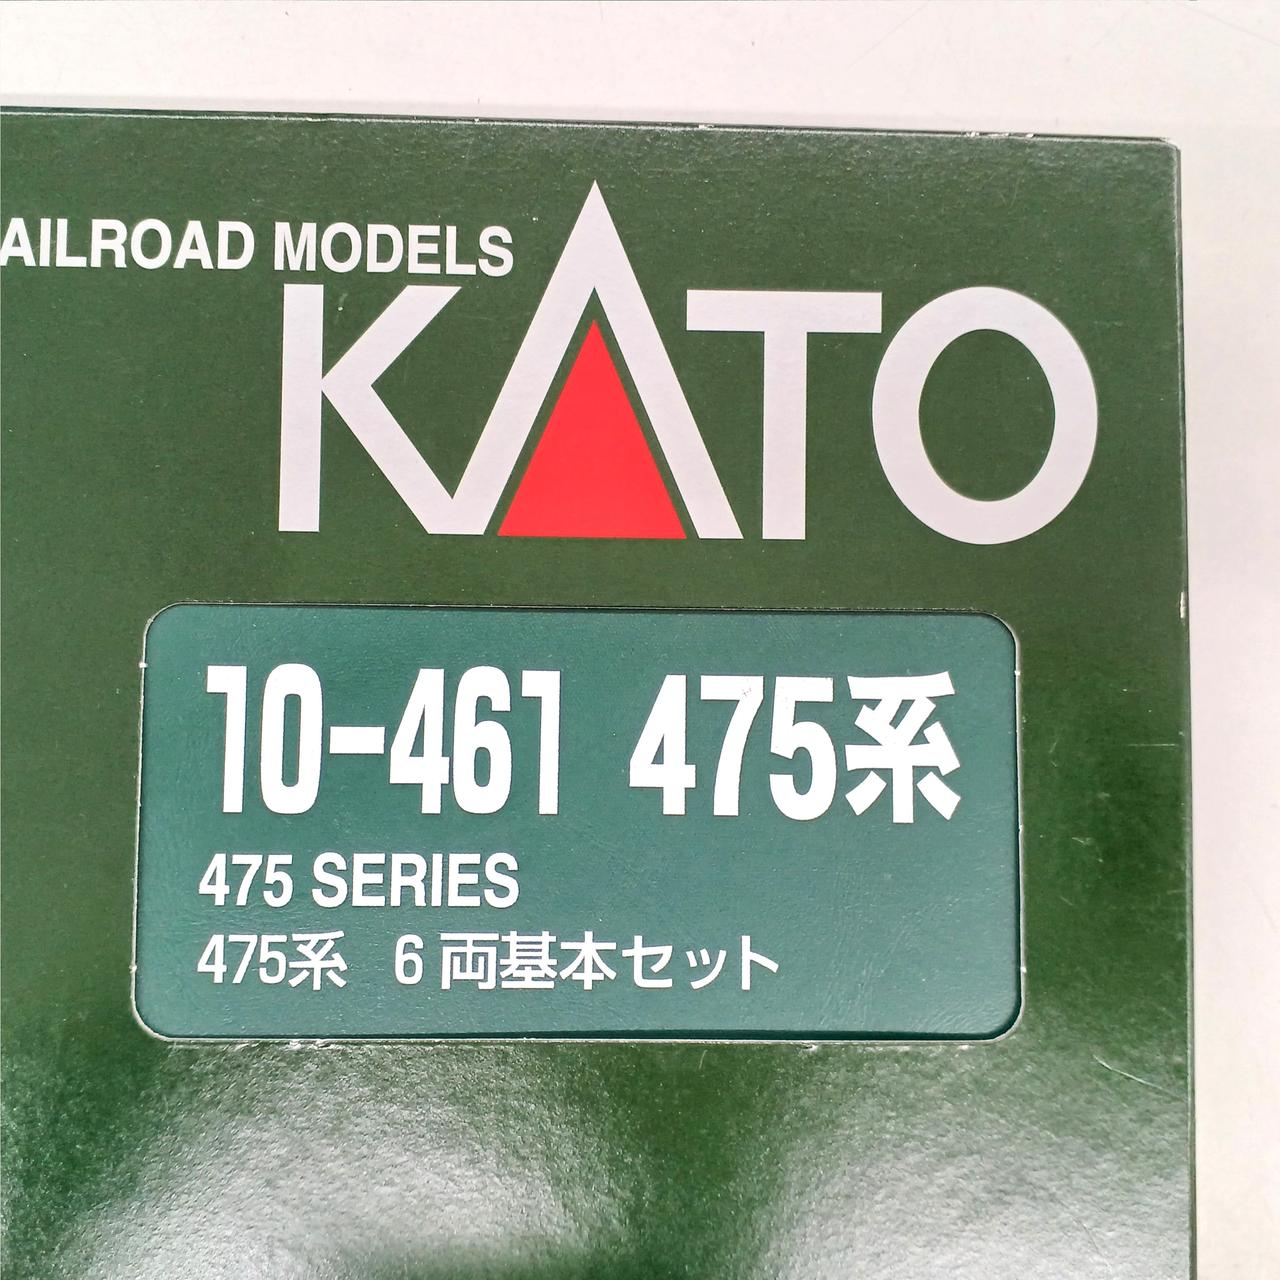 AILROAD MODELS
KATO
10-461 475系
475 SERIES
475系 6両基本セット